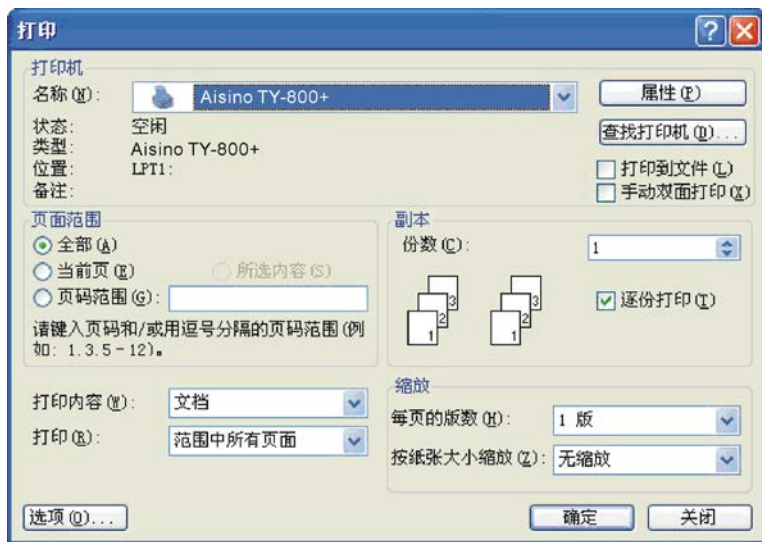 打印
打印机
名称(N): Aisino TY-800+ 属性(P)
状态: 空闲 查找打印机(D)...
类型: Aisino TY-800+
位置: LPT1: 打印到文件(L)
备注: 手动双面打印(X)
页面范围
全部(A)
当前页(E) 所选内容(S)
页码范围(G):
请键入页码和/或用逗号分隔的页码范围(例
如: 1.3.5-12)。
副本
份数(C): 1
1 2 3 1 2 3 逐份打印(T)
打印内容(W): 文档
打印(R): 范围中所有页面
缩放
每页的版数(H): 1 版
按纸张大小缩放(Z): 无缩放
选项(O)... 确定 关闭